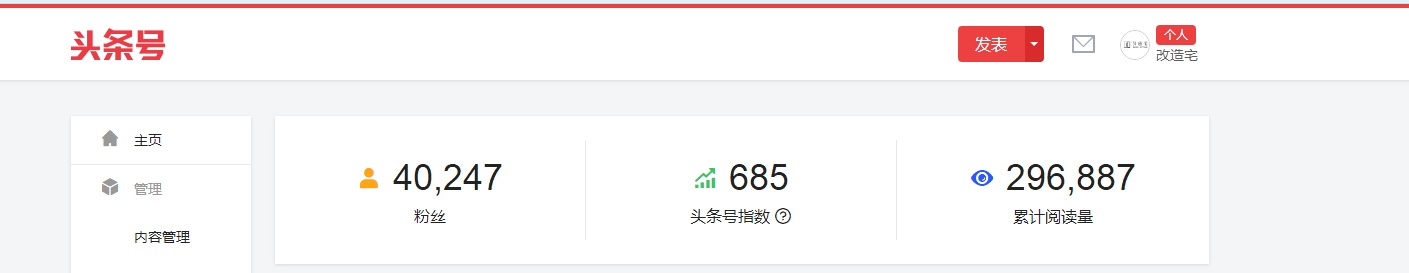 头条号
发表
个人
改造宅
主页
管理
内容管理
40,247
粉丝
685
头条号指数
296,887
累计阅读量